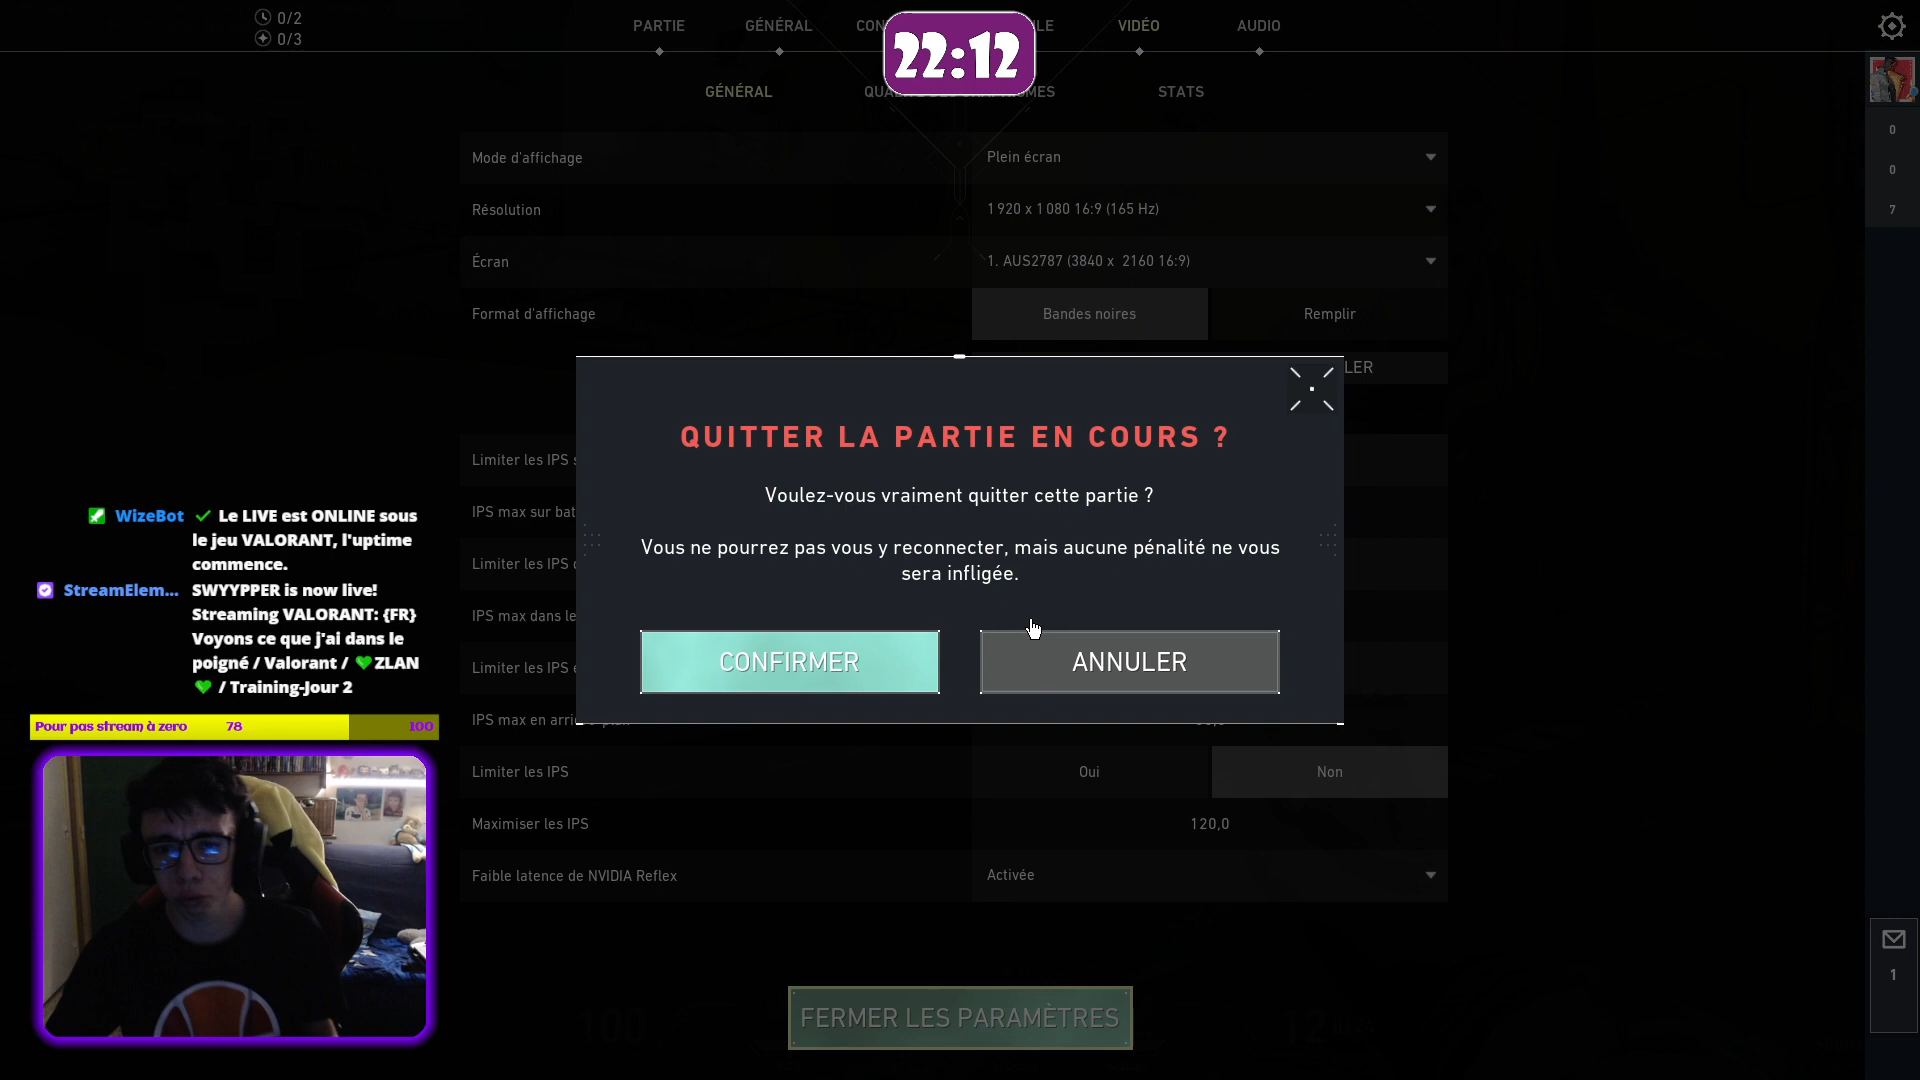 0/2
0/3
PARTIE
GÉNÉRAL
VIDÉO
AUDIO
22:12
GÉNÉRAL
STATS
Mode d'affichage
Plein écran
Résolution
1 920 x 1 080 16:9 (165 Hz)
Écran
1. AUS2787 (3840 x 2160 16:9)
Format d'affichage
Bandes noires
Remplir
0
0
7
QUITTER LA PARTIE EN COURS ?
Voulez-vous vraiment quitter cette partie ?
Vous ne pourrez pas vous y reconnecter, mais aucune pénalité ne vous
sera infligée.
CONFIRMER
ANNULER
Limiter les IPS
IPS max sur bat
Limiter les IPS
IPS max dans le
Limiter les IPS
IPS max en
Limiter les IPS
Oui
Non
Maximiser les IPS
120,0
Faible latence de NVIDIA Reflex
Activée
FERMER LES PARAMÈTRES
1
WizeBot
Le LIVE est ONLINE sous
le jeu VALORANT, l'uptime
commence.
StreamElem...
SWYYPPER is now live!
Streaming VALORANT: {FR}
Voyons ce que j'ai dans le
poigné / Valorant / 💚ZLAN
💚 / Training-Jour 2
Pour pas stream à zero 78 100
100